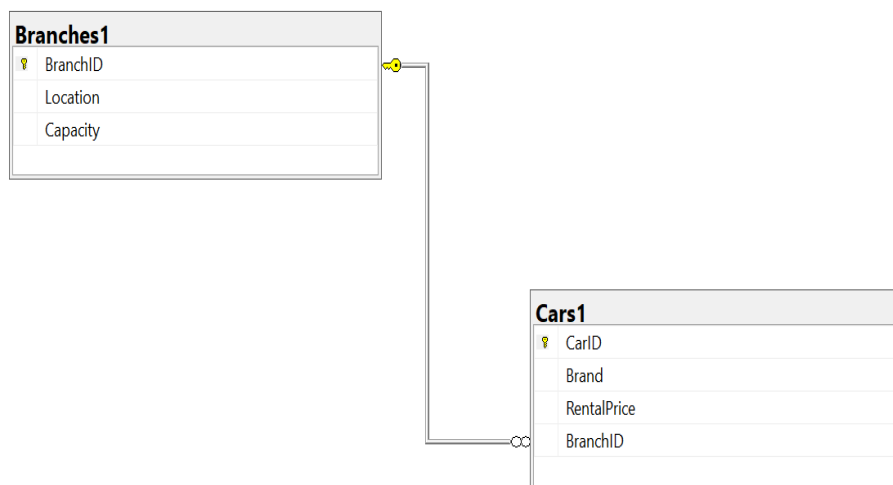 Branches1
BranchID
Location
Capacity
Cars1
CarID
Brand
RentalPrice
BranchID